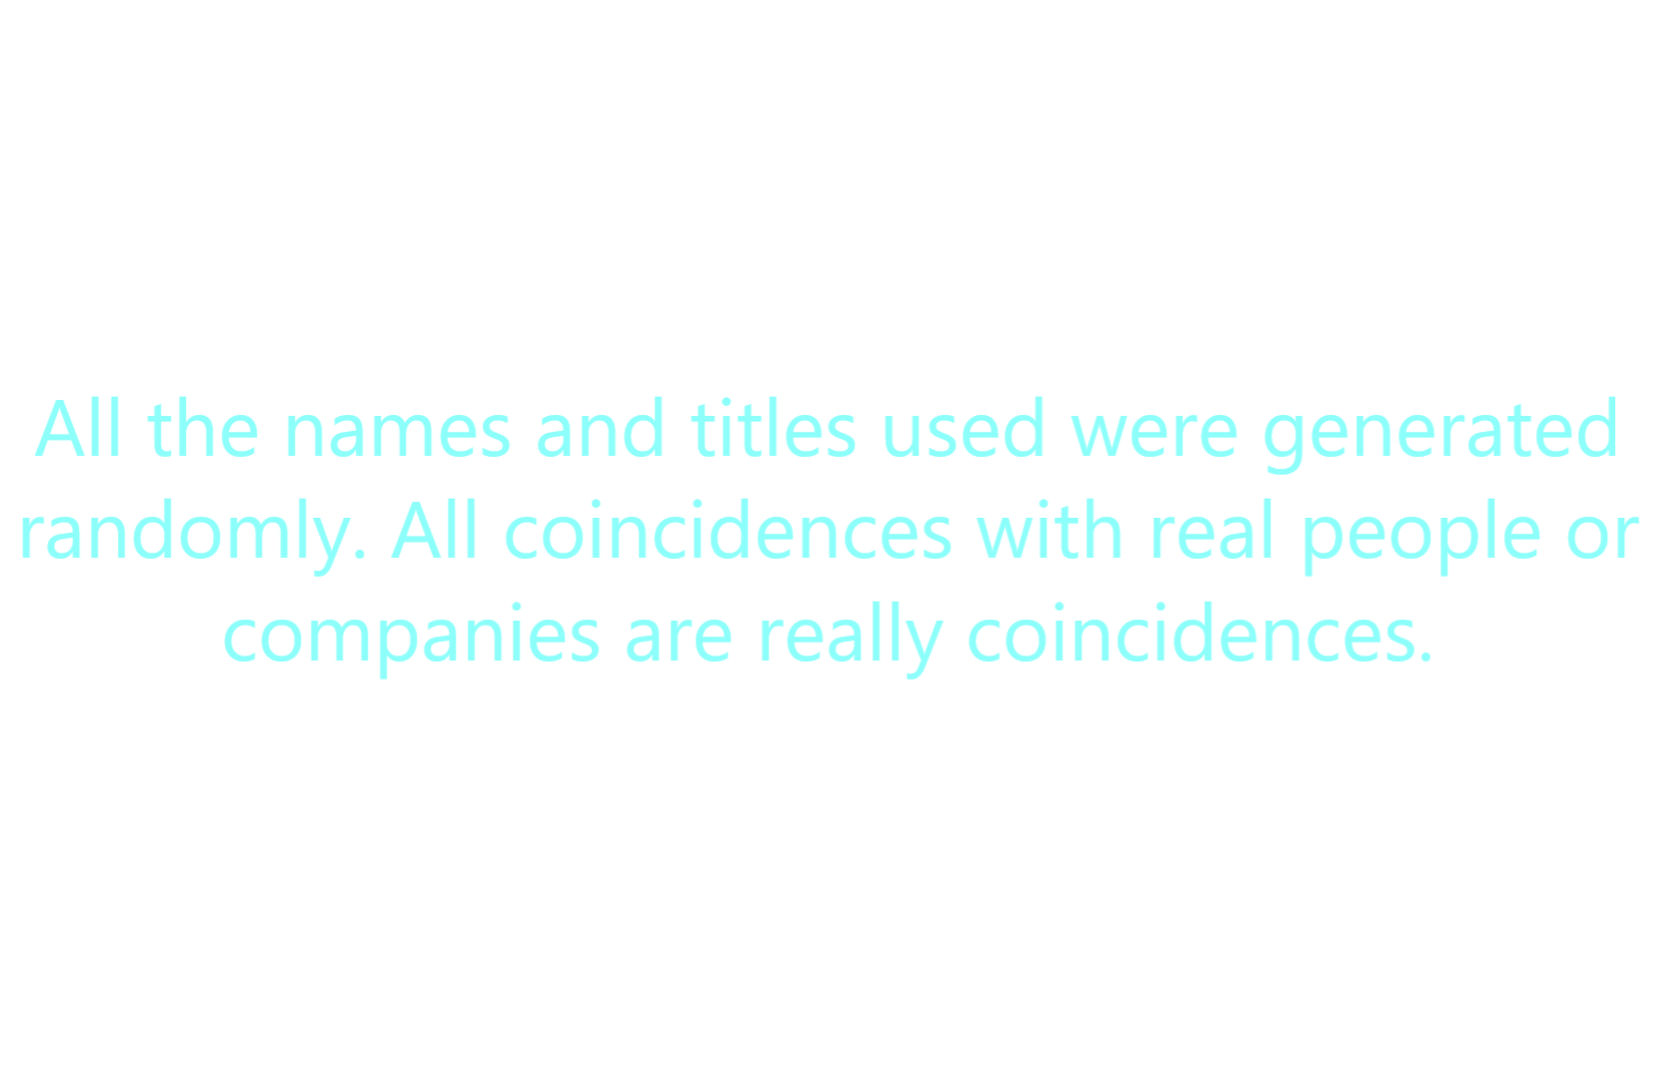 All the names and titles used were generated
randomly. All coincidences with real people or
companies are really coincidences.